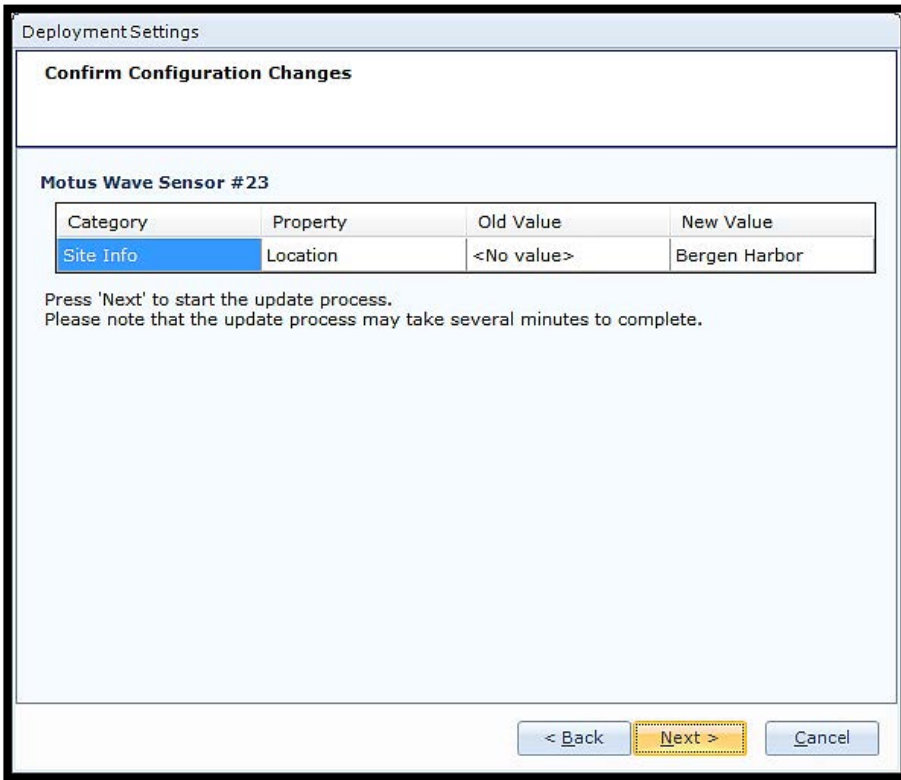 Deployment Settings
Confirm Configuration Changes
Motus Wave Sensor #23
Category Property Old Value New Value
Site Info Location <No value> Bergen Harbor
Press 'Next' to start the update process.
Please note that the update process may take several minutes to complete.
< Back Next > Cancel